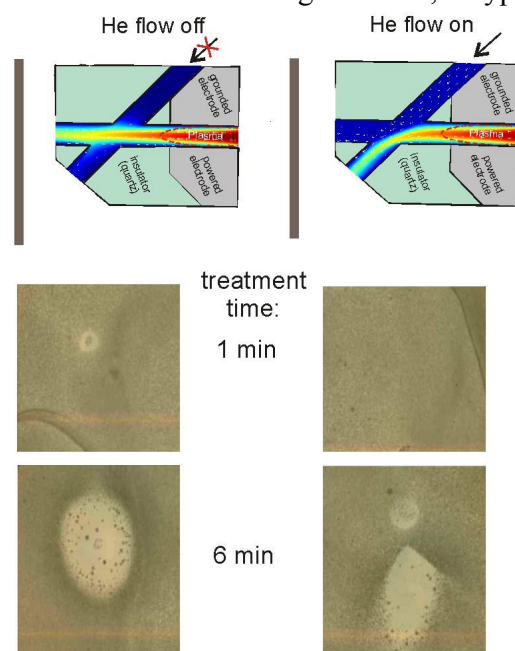 He flow off
He flow on
grounded
electrode
Plasma
insulator
(quartz)
powered
electrode
grounded
electrode
Plasma
insulator
(quartz)
powered
electrode
treatment
time:
1 min
6 min